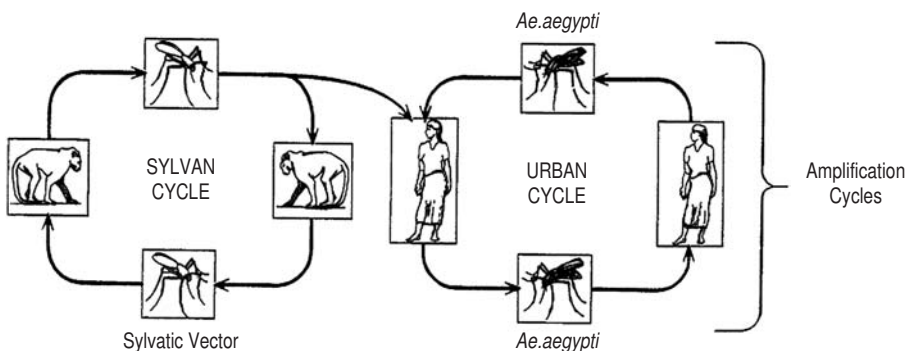 Ae.aegypti
SYLVAN
CYCLE
URBAN
CYCLE
Amplification
Cycles
Sylvatic Vector
Ae.aegypti